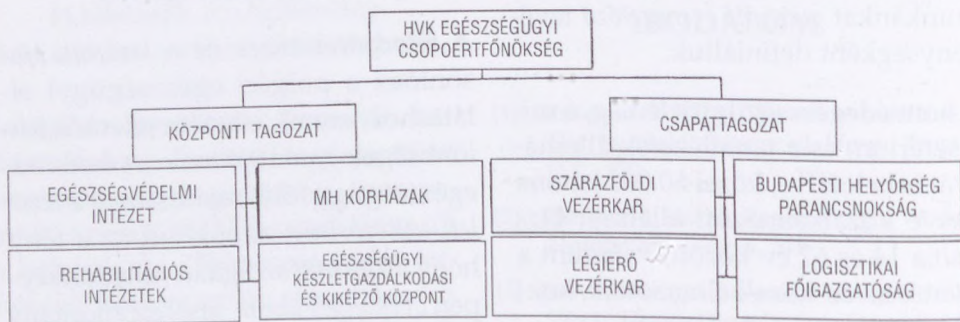 HVK EGÉSZSÉGÜGYI
CSOPOERTFŐNÖKSÉG
KÖZPONTI TAGOZAT
CSAPATTAGOZAT
EGÉSZSÉGVÉDELMI
INTÉZET
MH KÓRHÁZAK
SZÁRAZFÖLDI
VEZÉRKAR
BUDAPESTI HELYŐRSÉG
PARANCSNOKSÁG
REHABILITÁCIÓS
INTÉZETEK
EGÉSZSÉGÜGYI
KÉSZLETGAZDÁLKODÁSI
ÉS KIKÉPZŐ KÖZPONT
LÉGIERŐ
VEZÉRKAR
LOGISZTIKAI
FŐIGAZGATÓSÁG